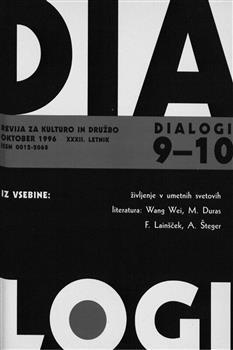 DIA
REVIJA ZA KULTURO IN DRUŽBO
OKTOBER 1996 XXXII. LETNIK
ISSN 0012-2068
DIALOGI
9–10
IZ VSEBINE:
življenje v umetnih svetovih
literatura: Wang Wei, M. Duras
F. Lainšček, A. Šteger
LOGI